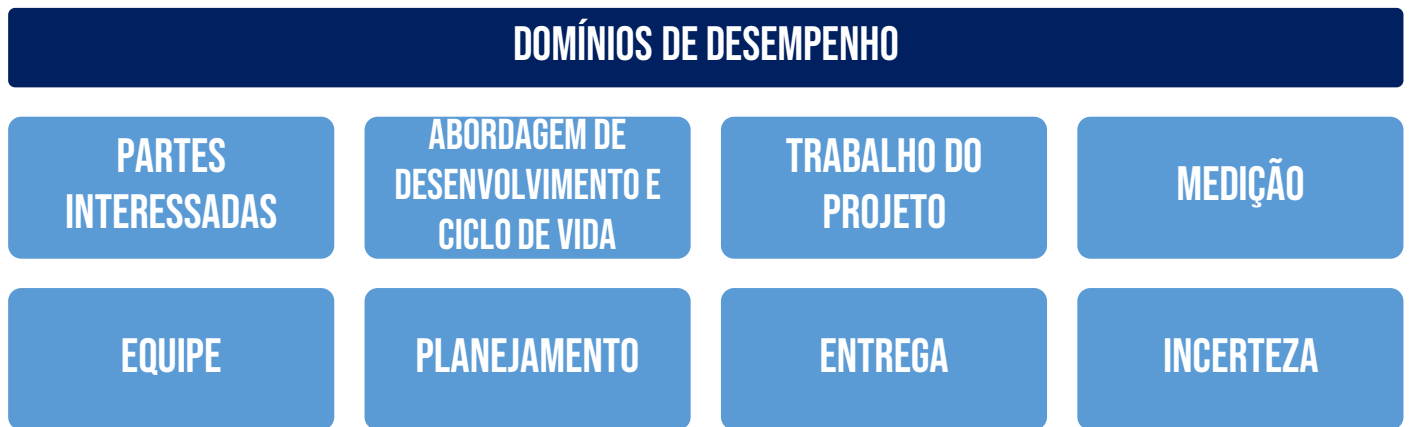 DOMÍNIOS DE DESEMPENHO
PARTES
INTERESSADAS
ABORDAGEM DE
DESENVOLVIMENTO E
CICLO DE VIDA
TRABALHO DO
PROJETO
MEDIÇÃO
EQUIPE
PLANEJAMENTO
ENTREGA
INCERTEZA